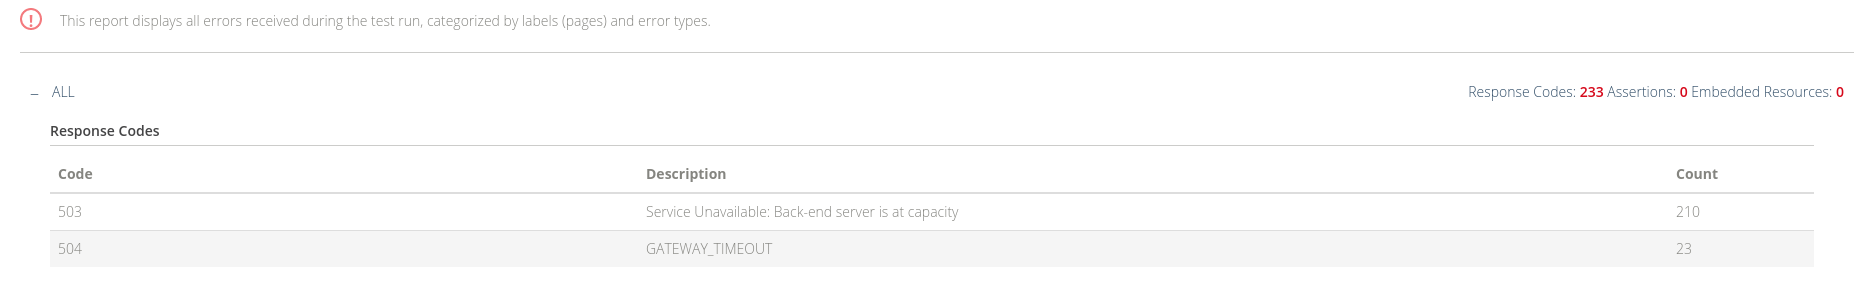 This report displays all errors received during the test run, categorized by labels (pages) and error types.
– ALL Response Codes: 233 Assertions: 0 Embedded Resources: 0
Response Codes
Code Description Count
503 Service Unavailable: Back-end server is at capacity 210
504 GATEWAY_TIMEOUT 23